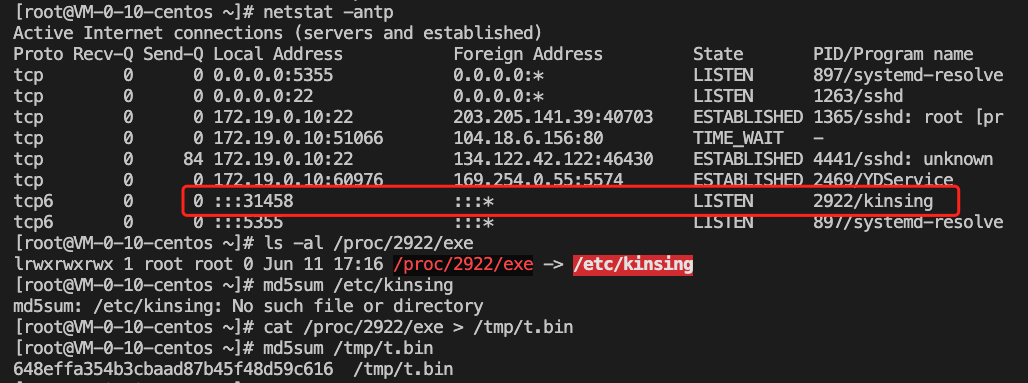 [root@VM-0-10-centos ~]# netstat -antp
Active Internet connections (servers and established)
Proto Recv-Q Send-Q Local Address           Foreign Address         State       PID/Program name
tcp        0      0 0.0.0.0:5355            0.0.0.0:*               LISTEN      897/systemd-resolve
tcp        0      0 0.0.0.0:22              0.0.0.0:*               LISTEN      1263/sshd
tcp        0      0 172.19.0.10:22          203.205.141.39:40703    ESTABLISHED 1365/sshd: root [pr
tcp        0      0 172.19.0.10:51066       104.18.6.156:80         TIME_WAIT   -
tcp        0     84 172.19.0.10:22          134.122.42.122:46430    ESTABLISHED 4441/sshd: unknown
tcp        0      0 172.19.0.10:60976       169.254.0.55:5574       ESTABLISHED 2469/YDService
tcp6       0      0 :::31458                :::*                    LISTEN      2922/kinsing
tcp6       0      0 :::5355                 :::*                    LISTEN      897/systemd-resolve
[root@VM-0-10-centos ~]# ls -al /proc/2922/exe
lrwxrwxrwx 1 root root 0 Jun 11 17:16 /proc/2922/exe -> /etc/kinsing
[root@VM-0-10-centos ~]# md5sum /etc/kinsing
md5sum: /etc/kinsing: No such file or directory
[root@VM-0-10-centos ~]# cat /proc/2922/exe > /tmp/t.bin
[root@VM-0-10-centos ~]# md5sum /tmp/t.bin
648effa354b3cbaad87b45f48d59c616  /tmp/t.bin